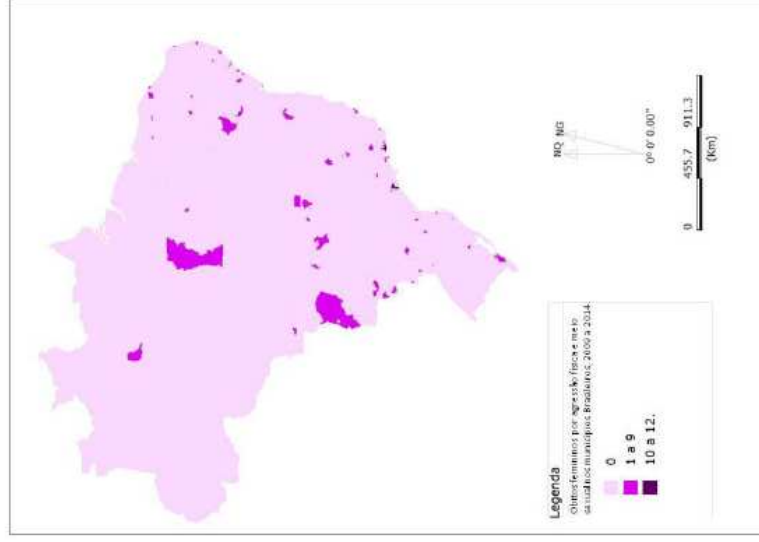 NQ NG
0° 0' 0.00"
0 455.7 911.3
(Km)
Legenda
Óbitos femininos por agressão física e meio
sexual nos municípios Brasileiros, 2009 a 2014.
0
1 a 9
10 a 12.